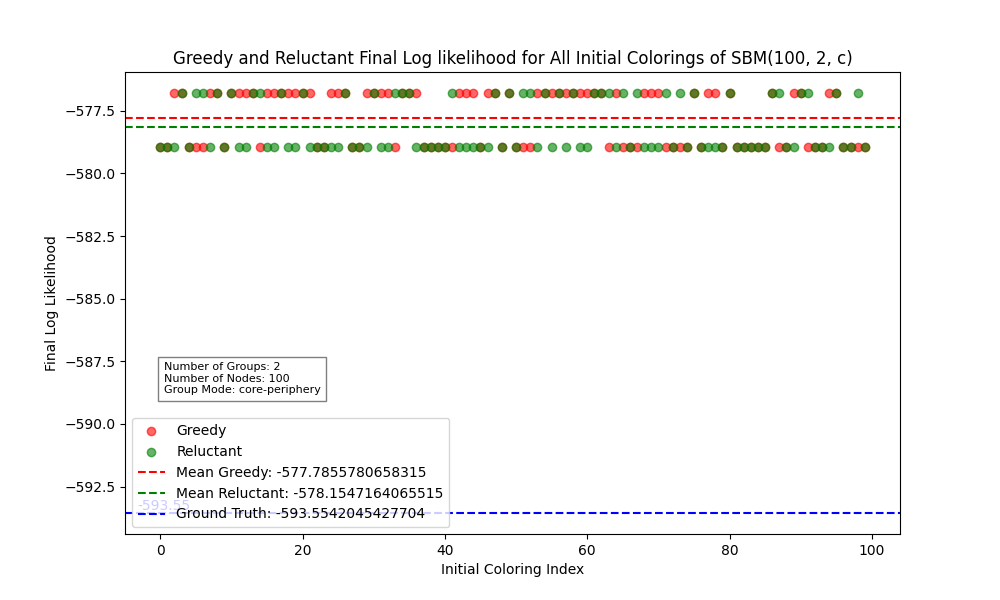 Greedy and Reluctant Final Log likelihood for All Initial Colorings of SBM(100, 2, c)
Final Log Likelihood
−577.5
−580.0
−582.5
−585.0
−587.5
−590.0
−592.5
Number of Groups: 2
Number of Nodes: 100
Group Mode: core-periphery
Greedy
Reluctant
Mean Greedy: -577.7855780658315
Mean Reluctant: -578.1547164065515
-593.55
Ground Truth: -593.5542045427704
0 20 40 60 80 100
Initial Coloring Index